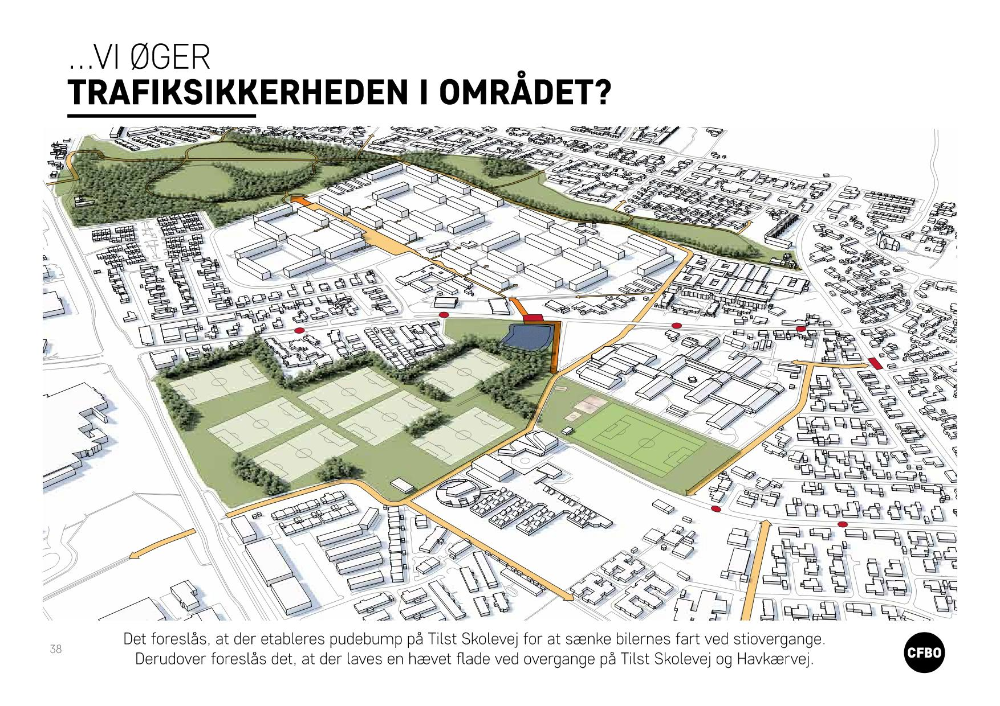 ...VI ØGER
TRAFIKSIKKERHEDEN I OMRÅDET?
Det foreslås, at der etableres pudebump på Tilst Skolevej for at sænke bilernes fart ved stiovergange.
Derudover foreslås det, at der laves en hævet flade ved overgange på Tilst Skolevej og Havkærvej.
38
CFBO